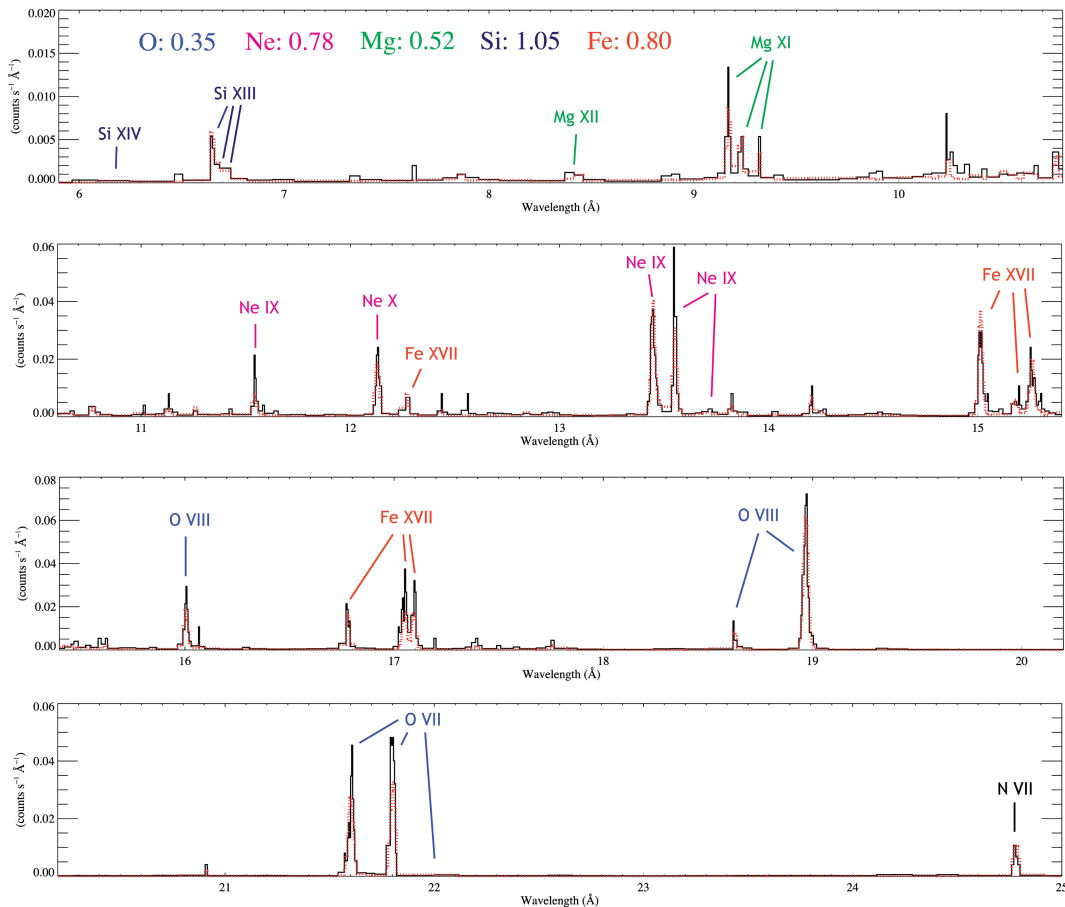 O: 0.35 Ne: 0.78 Mg: 0.52 Si: 1.05 Fe: 0.80
0.020
0.015
0.010
0.005
0.000
(counts s⁻¹ Å⁻¹)
Si XIV
Si XIII
Mg XII
Mg XI
6 7 8 9 10
Wavelength (Å)
0.06
0.04
0.02
0.00
(counts s⁻¹ Å⁻¹)
Ne IX
Ne X
Fe XVII
Ne IX
Ne IX
Fe XVII
11 12 13 14 15
Wavelength (Å)
0.08
0.06
0.04
0.02
0.00
(counts s⁻¹ Å⁻¹)
O VIII
Fe XVII
O VIII
16 17 18 19 20
Wavelength (Å)
0.06
0.04
0.02
0.00
(counts s⁻¹ Å⁻¹)
O VII
N VII
21 22 23 24 25
Wavelength (Å)